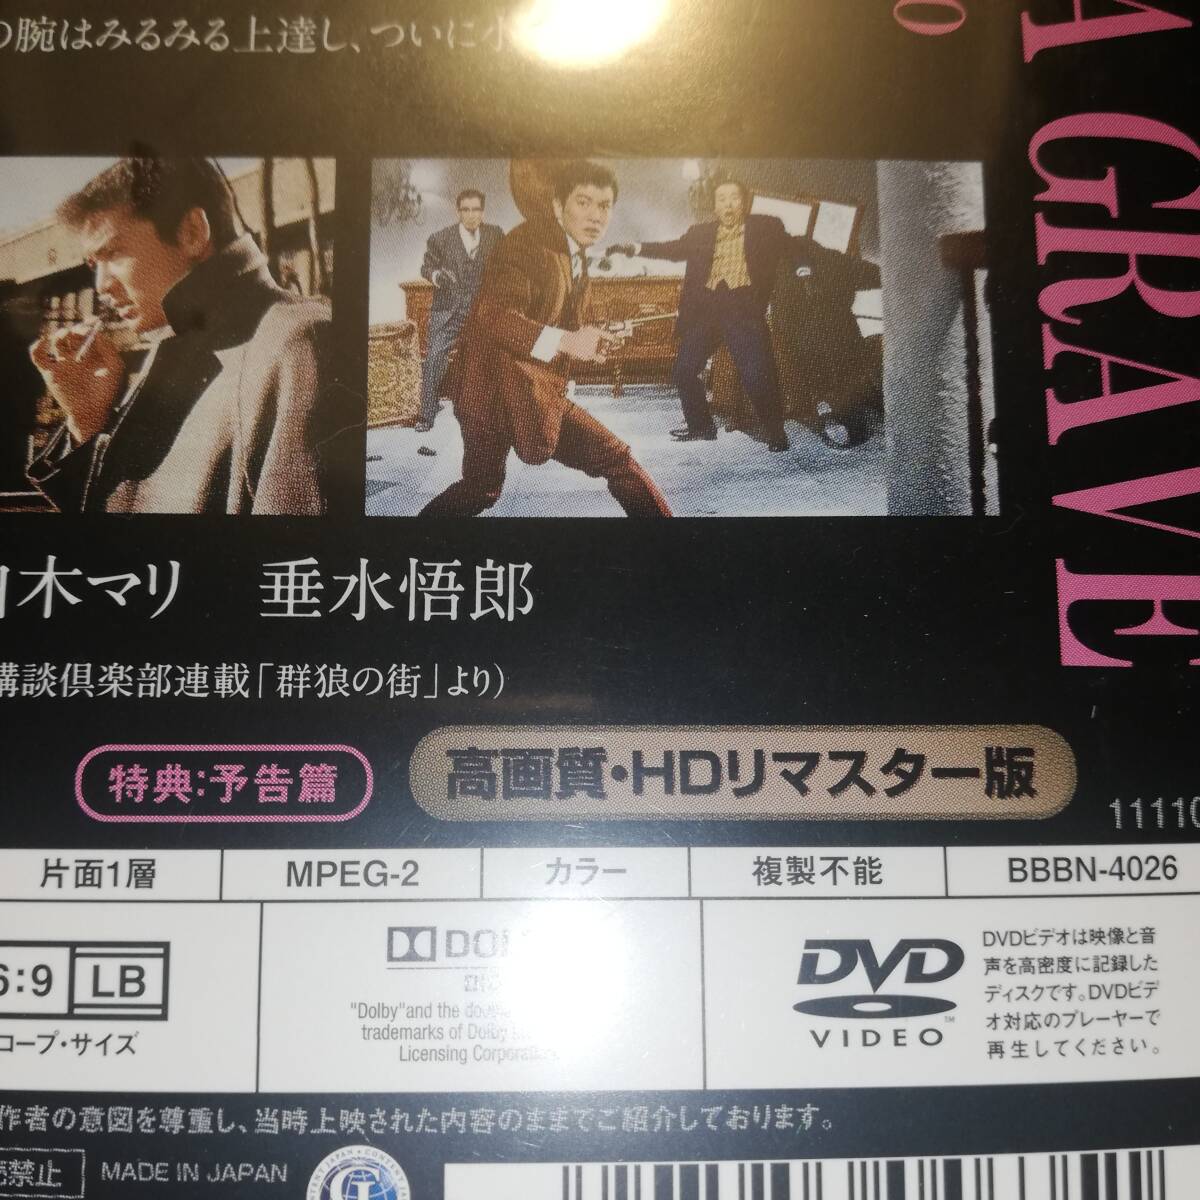 の腕はみるみる上達し、ついに
A GRAVE
木マリ 垂水悟郎
講談倶楽部連載「群狼の街」より)
特典:予告篇
高画質・HDリマスター版
片面1層
MPEG-2
カラー
複製不能
BBBN-4026
6:9 LB
コープ・サイズ
"Dolby"and the
trademarks of Dolby
Licensing
DVD
VIDEO
™
DVDビデオは映像と音
声を高密度に記録した
ディスクです。DVDビデ
オ対応のプレーヤーで
再生してください。
作者の意図を尊重し、当時上映された内容のままでご紹介しております。
禁止
MADE IN JAPAN